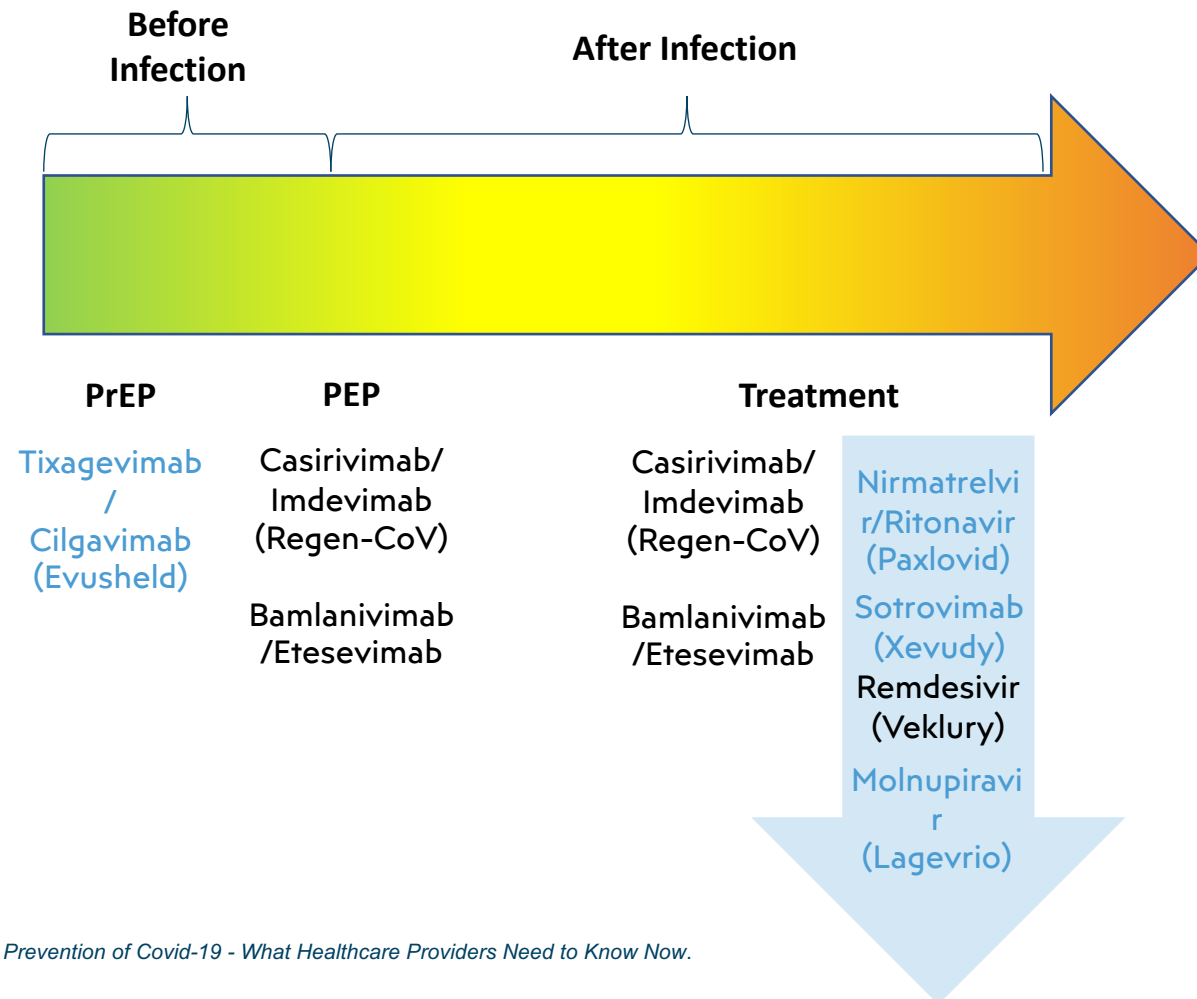 Before
Infection
After Infection
PrEP
PEP
Treatment
Tixagevimab
/
Cilgavimab
(Evusheld)
Casirivimab/
Imdevimab
(Regen-CoV)
Bamlanivimab
/Etesevimab
Casirivimab/
Imdevimab
(Regen-CoV)
Bamlanivimab
/Etesevimab
Nirmatrelvi
r/Ritonavir
(Paxlovid)
Sotrovimab
(Xevudy)
Remdesivir
(Veklury)
Molnupiravi
r
(Lagevrio)
Prevention of Covid-19 - What Healthcare Providers Need to Know Now.